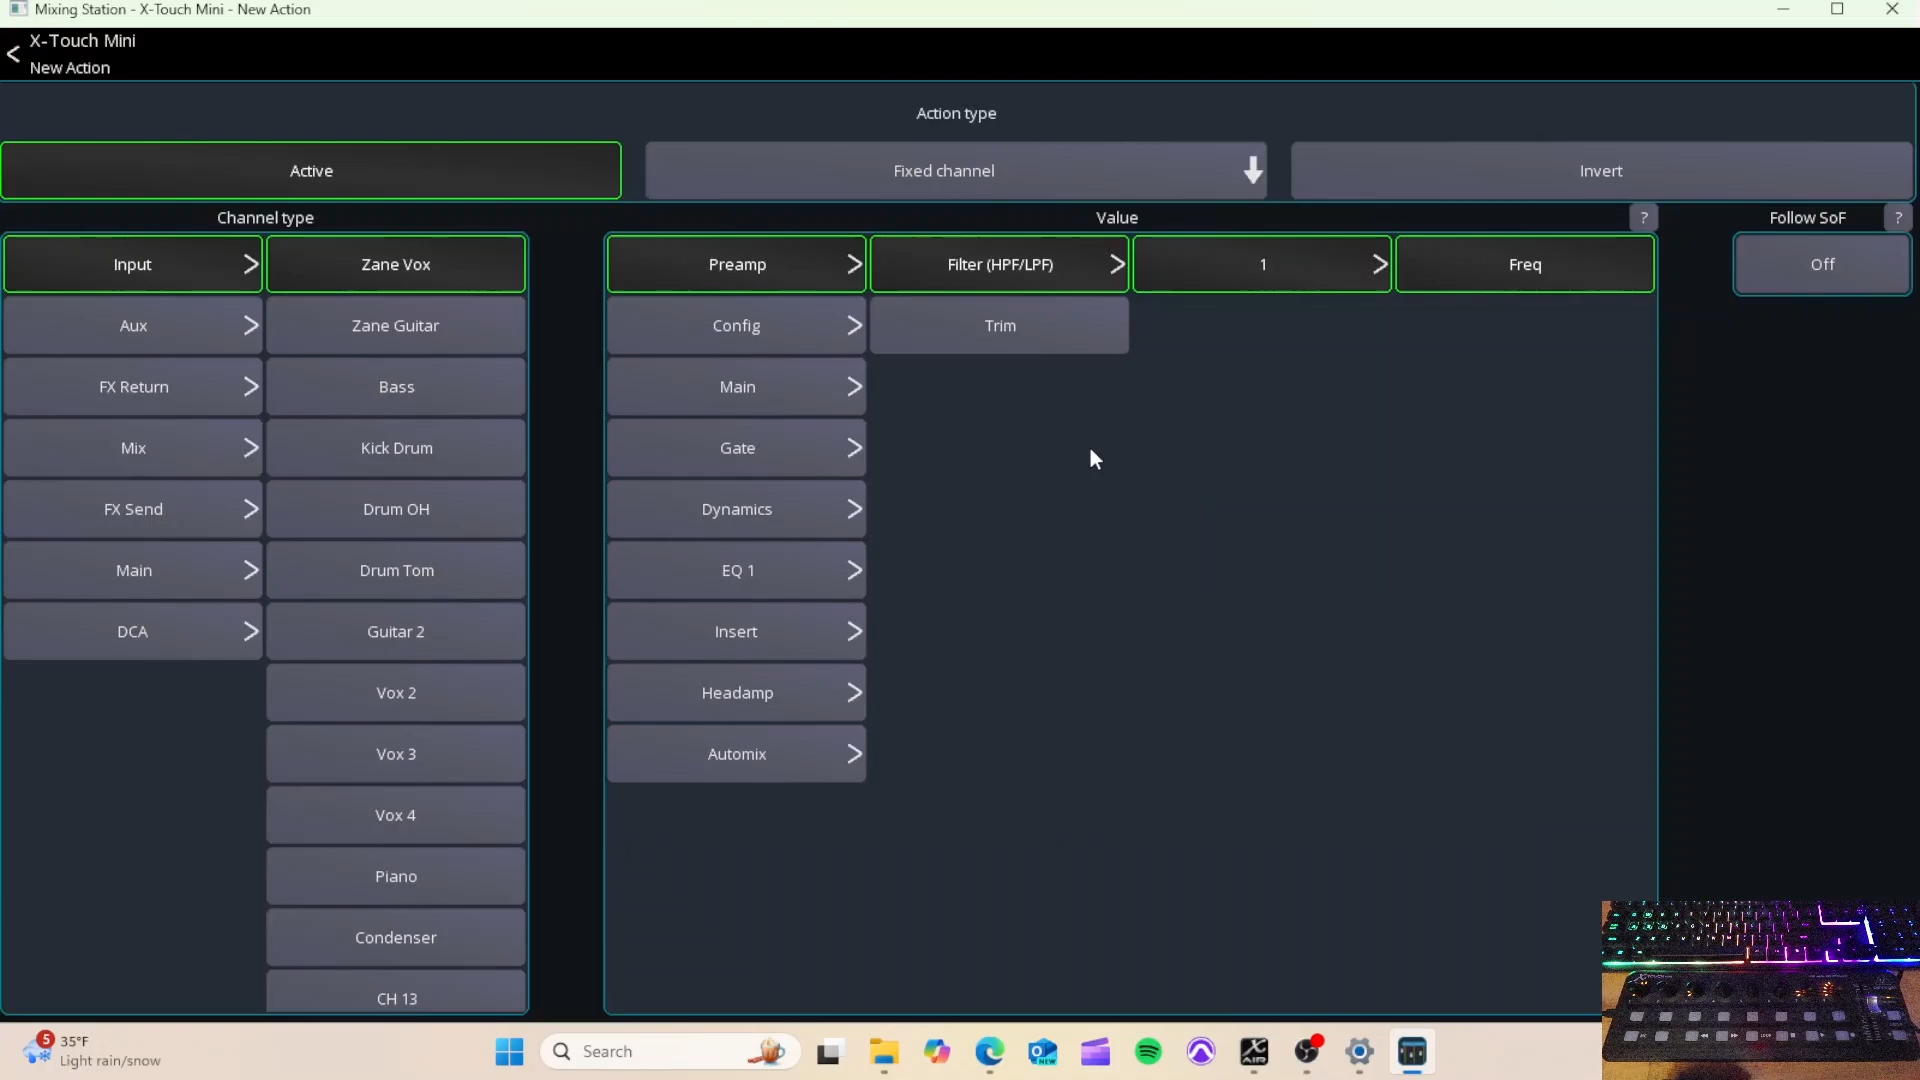 Mixing Station - X-Touch Mini - New Action
X-Touch Mini
New Action
Action type
Active
Fixed channel
Invert
Channel type
Value
?
Follow SoF
?
Input
Zane Vox
Preamp
Filter (HPF/LPF)
1
Freq
Off
Aux
Zane Guitar
Config
Trim
FX Return
Bass
Main
Mix
Kick Drum
Gate
FX Send
Drum OH
Dynamics
Main
Drum Tom
EQ 1
DCA
Guitar 2
Insert
Vox 2
Headamp
Vox 3
Automix
Vox 4
Piano
Condenser
CH 13
5
35°F
Light rain/snow
Search
NEW
X AIR